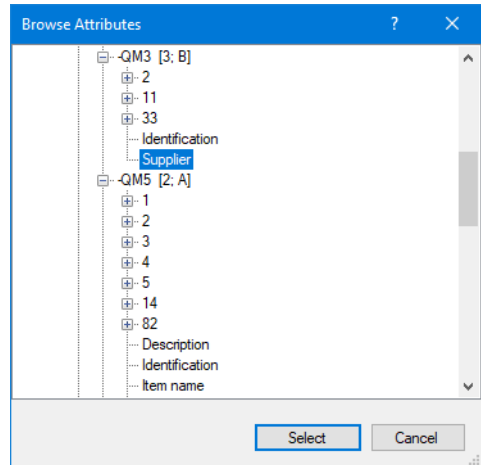 Browse Attributes ?
-QM3 [3; B]
2
11
33
Identification
Supplier
-QM5 [2; A]
1
2
3
4
5
14
82
Description
Identification
Item name
Select Cancel